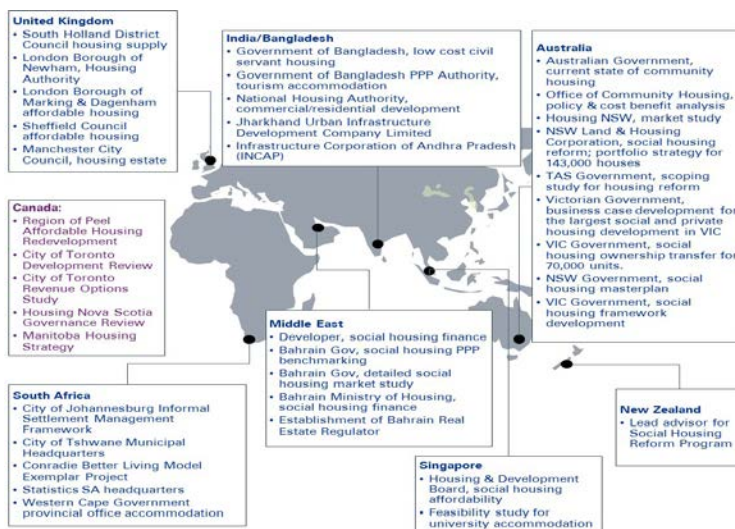 United Kingdom
• South Holland District
Council housing supply
• London Borough of
Newham, Housing
Authority
• London Borough of
Marking & Dagenham
affordable housing
• Sheffield Council
affordable housing
• Manchester City
Council, housing estate
India/Bangladesh
• Government of Bangladesh, low cost civil
servant housing
• Government of Bangladesh PPP Authority,
tourism accommodation
• National Housing Authority,
commercial/residential development
• Jharkhand Urban Infrastructure
Development Company Limited
• Infrastructure Corporation of Andhra Pradesh
(INCAP)
Australia
• Australian Government,
current state of community
housing
• Office of Community Housing,
policy & cost benefit analysis
• Housing NSW, market study
• NSW Land & Housing
Corporation, social housing
reform; portfolio strategy for
143,000 houses
• TAS Government, scoping
study for housing reform
• Victorian Government,
business case development for
the largest social and private
housing development in VIC
• VIC Government, social
housing ownership transfer for
70,000 units.
• NSW Government, social
housing masterplan
• VIC Government, social
housing framework
development
Canada:
• Region of Peel
Affordable Housing
Redevelopment
• City of Toronto
Development Review
• City of Toronto
Revenue Options
Study
• Housing Nova Scotia
Governance Review
• Manitoba Housing
Strategy
Middle East
• Developer, social housing finance
• Bahrain Gov, social housing PPP
benchmarking
• Bahrain Gov, detailed social
housing market study
• Bahrain Ministry of Housing,
social housing finance
• Establishment of Bahrain Real
Estate Regulator
South Africa
• City of Johannesburg Informal
Settlement Management
Framework
• City of Tshwane Municipal
Headquarters
• Conradie Better Living Model
Exemplar Project
• Statistics SA headquarters
• Western Cape Government
provincial office accommodation
New Zealand
• Lead advisor for
Social Housing
Reform Program
Singapore
• Housing & Development
Board, social housing
affordability
• Feasibility study for
university accommodation